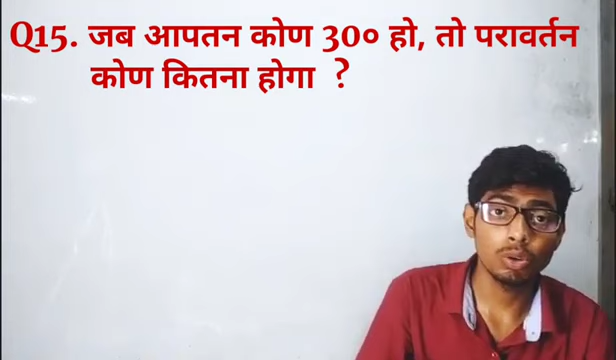 Q15. जब आपतन कोण 30० हो, तो परावर्तन
कोण कितना होगा ?